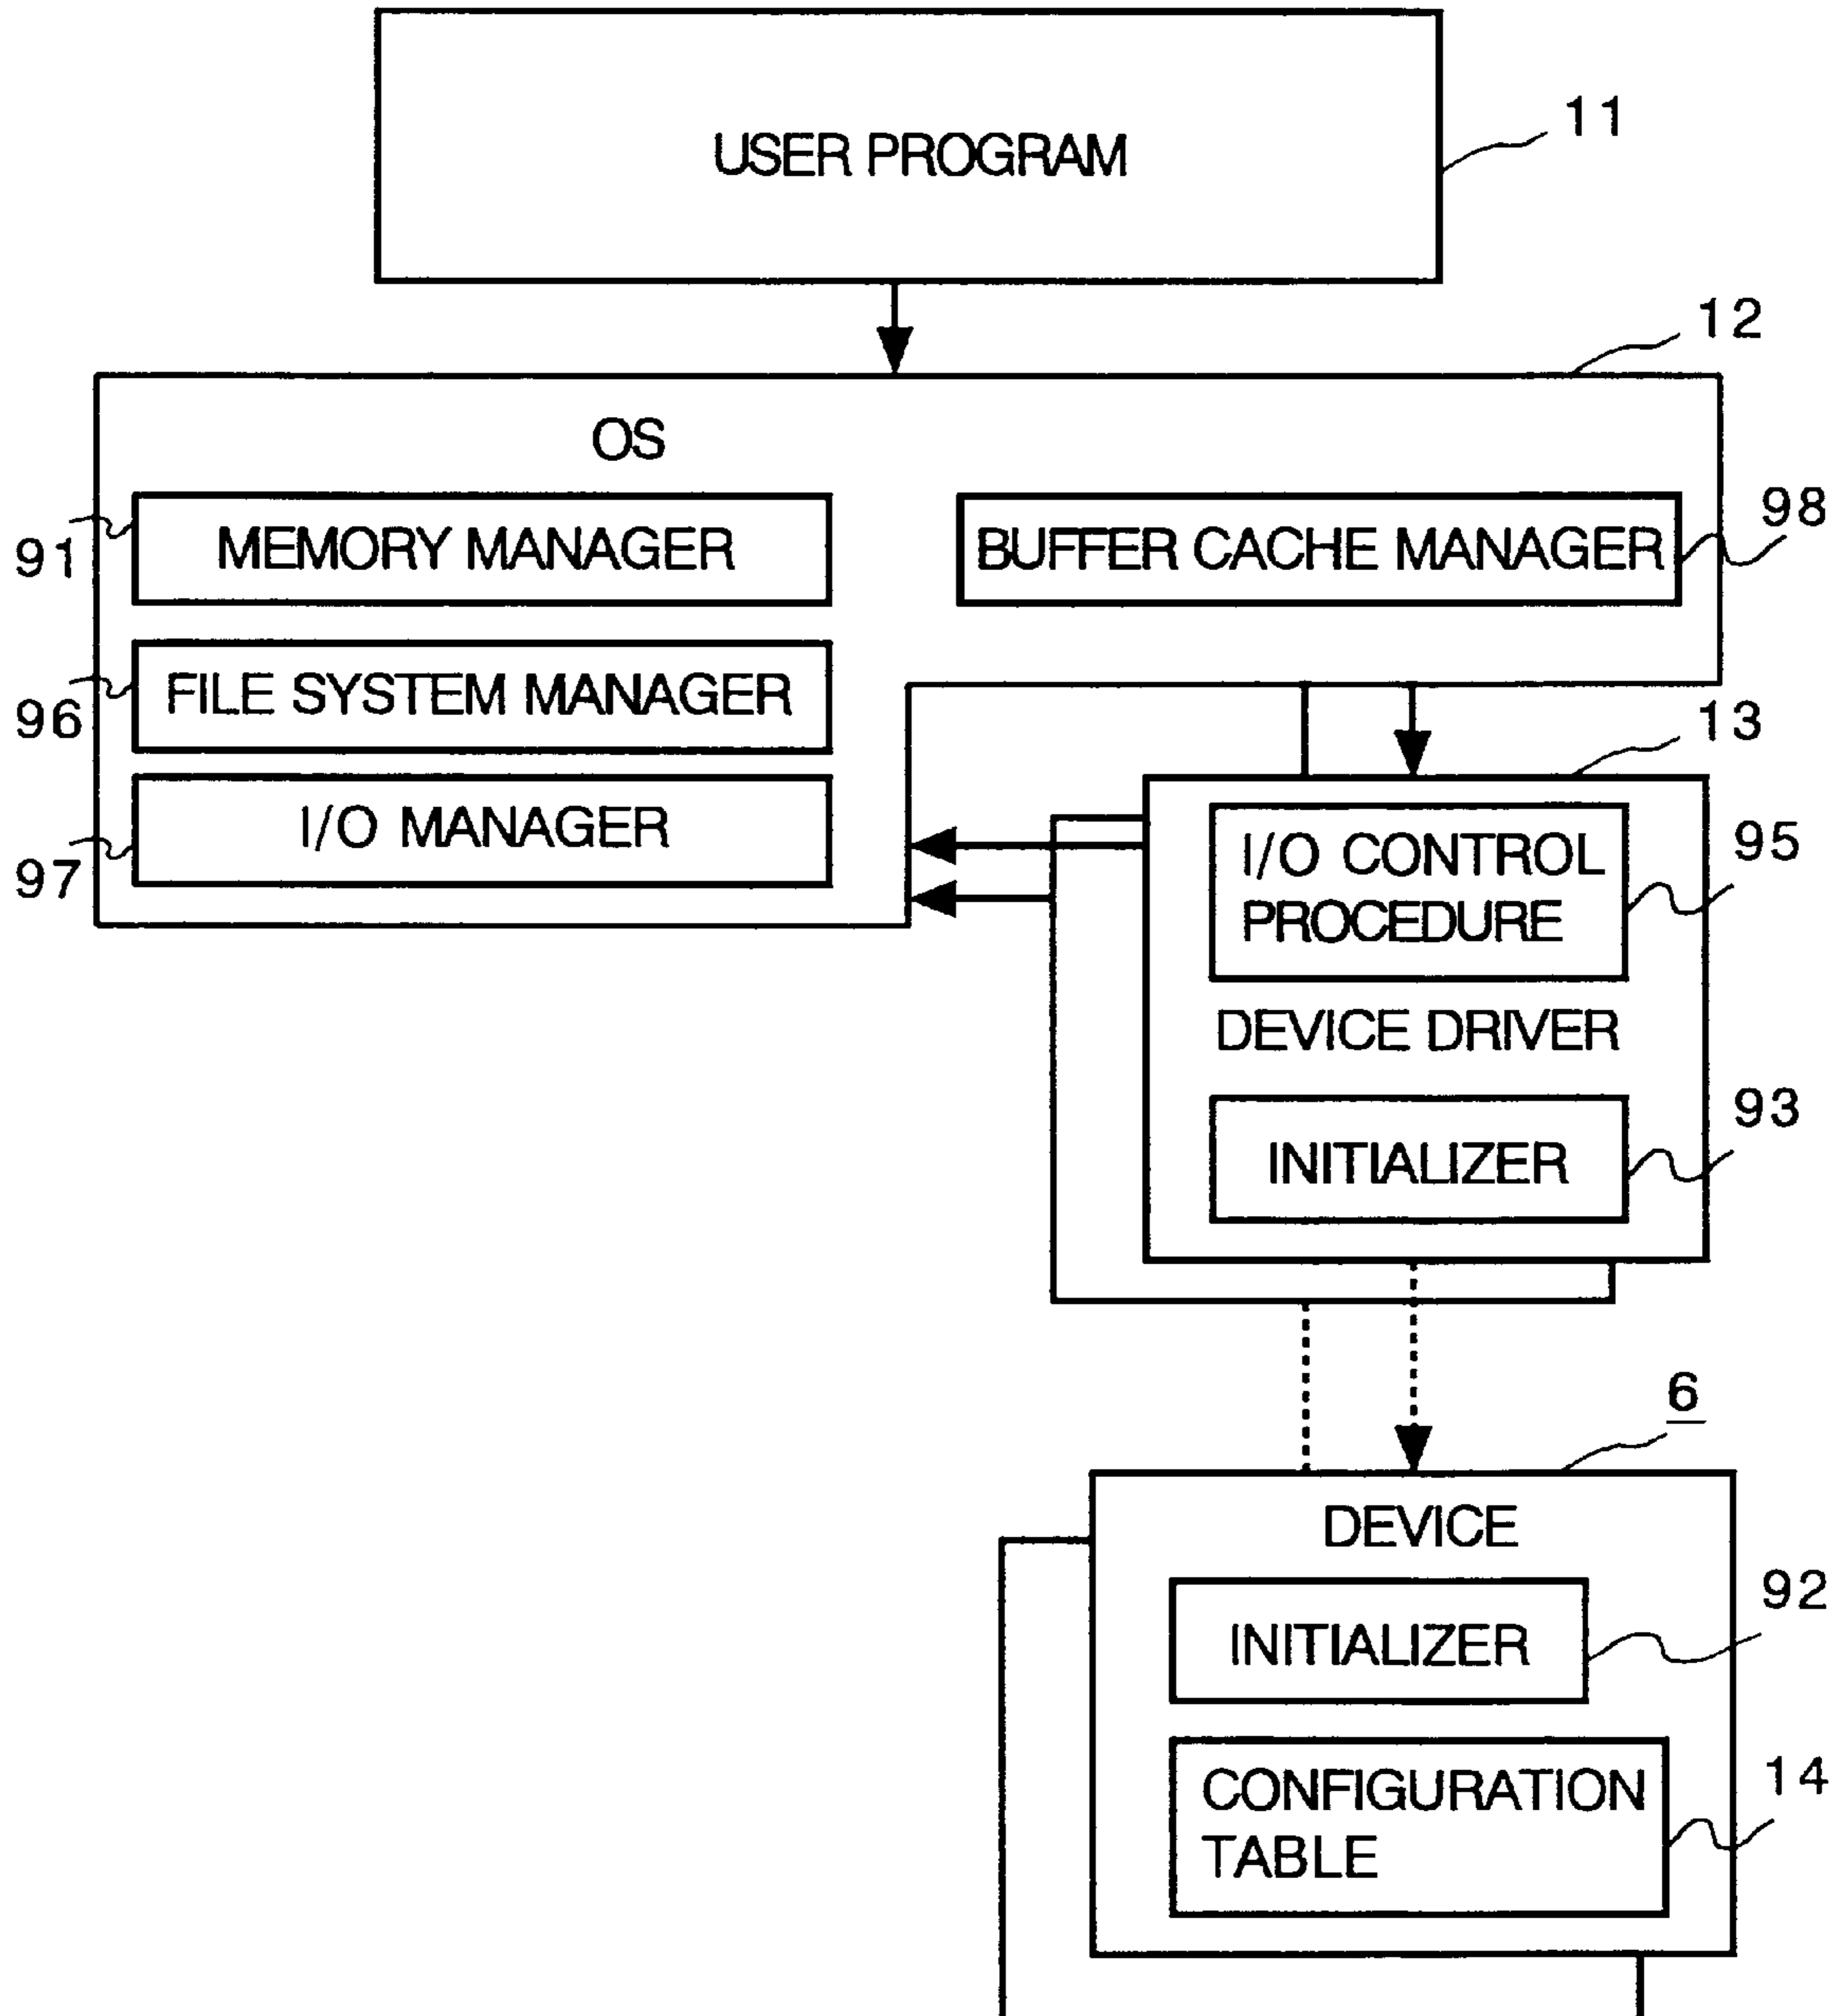 USER PROGRAM
11
12
OS
91
MEMORY MANAGER
BUFFER CACHE MANAGER
98
96
FILE SYSTEM MANAGER
13
97
I/O MANAGER
I/O CONTROL
PROCEDURE
95
DEVICE DRIVER
93
INITIALIZER
6
DEVICE
92
INITIALIZER
14
CONFIGURATION
TABLE